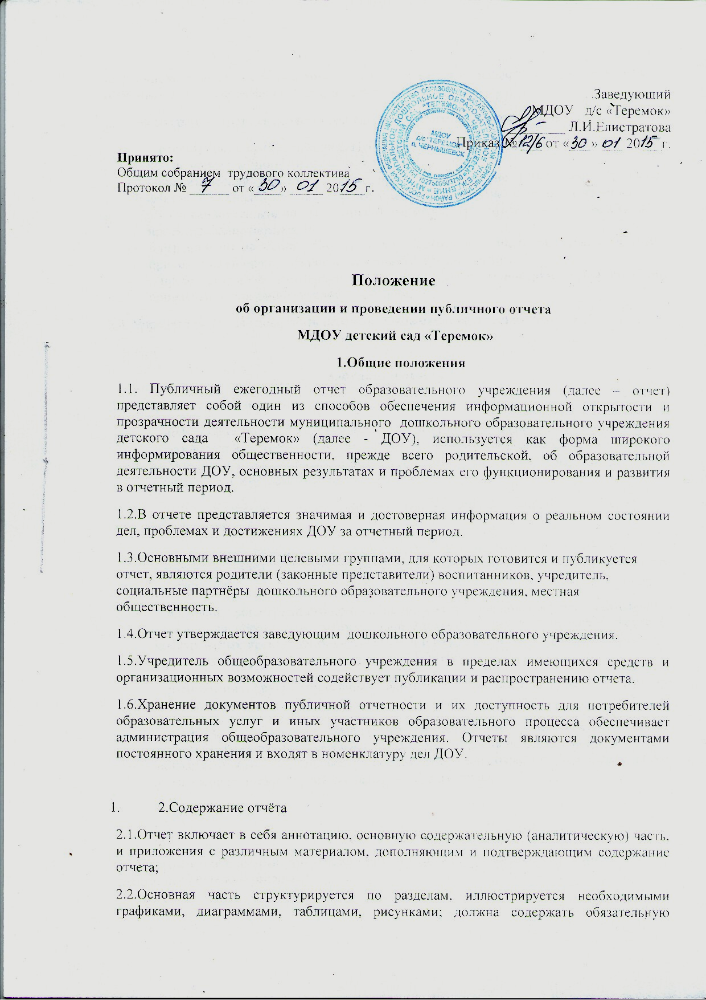 Заведующий
МДОУ д/с «Теремок»
________ Л.И.Елистратова
Приказ № 12/6 от «30» 01 2015 г.
Принято:
Общим собранием трудового коллектива
Протокол № 7 от «30» 01 2015 г.
МДОУ
д/с "ТЕРЕМОК"
п. ЧЕРНЫШЕВСК
Положение
об организации и проведении публичного отчета
МДОУ детский сад «Теремок»
1.Общие положения
1.1. Публичный ежегодный отчет образовательного учреждения (далее – отчет)
представляет собой один из способов обеспечения информационной открытости и
прозрачности деятельности муниципального дошкольного образовательного учреждения
детского сада «Теремок» (далее - ДОУ), используется как форма широкого
информирования общественности, прежде всего родительской, об образовательной
деятельности ДОУ, основных результатах и проблемах его функционирования и развития
в отчетный период.
1.2.В отчете представляется значимая и достоверная информация о реальном состоянии
дел, проблемах и достижениях ДОУ за отчетный период.
1.3.Основными внешними целевыми группами, для которых готовится и публикуется
отчет, являются родители (законные представители) воспитанников, учредитель,
социальные партнёры дошкольного образовательного учреждения, местная
общественность.
1.4.Отчет утверждается заведующим дошкольного образовательного учреждения.
1.5.Учредитель общеобразовательного учреждения в пределах имеющихся средств и
организационных возможностей содействует публикации и распространению отчета.
1.6.Хранение документов публичной отчетности и их доступность для потребителей
образовательных услуг и иных участников образовательного процесса обеспечивает
администрация общеобразовательного учреждения. Отчеты являются документами
постоянного хранения и входят в номенклатуру дел ДОУ.
1. 2.Содержание отчёта
2.1.Отчет включает в себя аннотацию, основную содержательную (аналитическую) часть,
и приложения с различным материалом, дополняющим и подтверждающим содержание
отчета;
2.2.Основная часть структурируется по разделам, иллюстрируется необходимыми
графиками, диаграммами, таблицами, рисунками; должна содержать обязательную